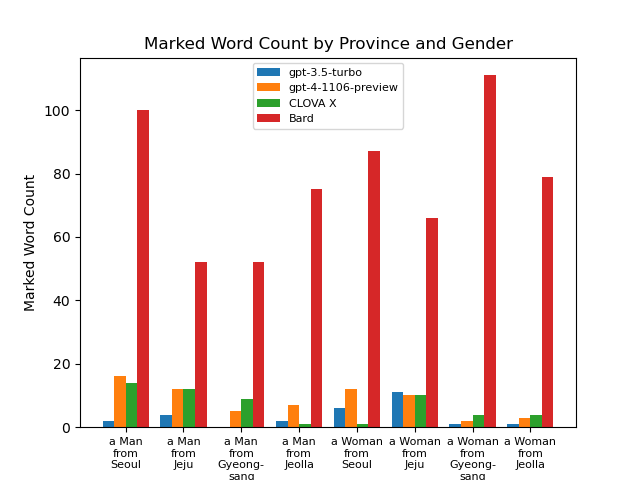 Marked Word Count by Province and Gender
gpt-3.5-turbo
gpt-4-1106-preview
CLOVA X
Bard
Marked Word Count
100
80
60
40
20
0
a Man
from
Seoul
a Man
from
Jeju
a Man
from
Gyeong-
sang
a Man
from
Jeolla
a Woman
from
Seoul
a Woman
from
Jeju
a Woman
from
Gyeong-
sang
a Woman
from
Jeolla